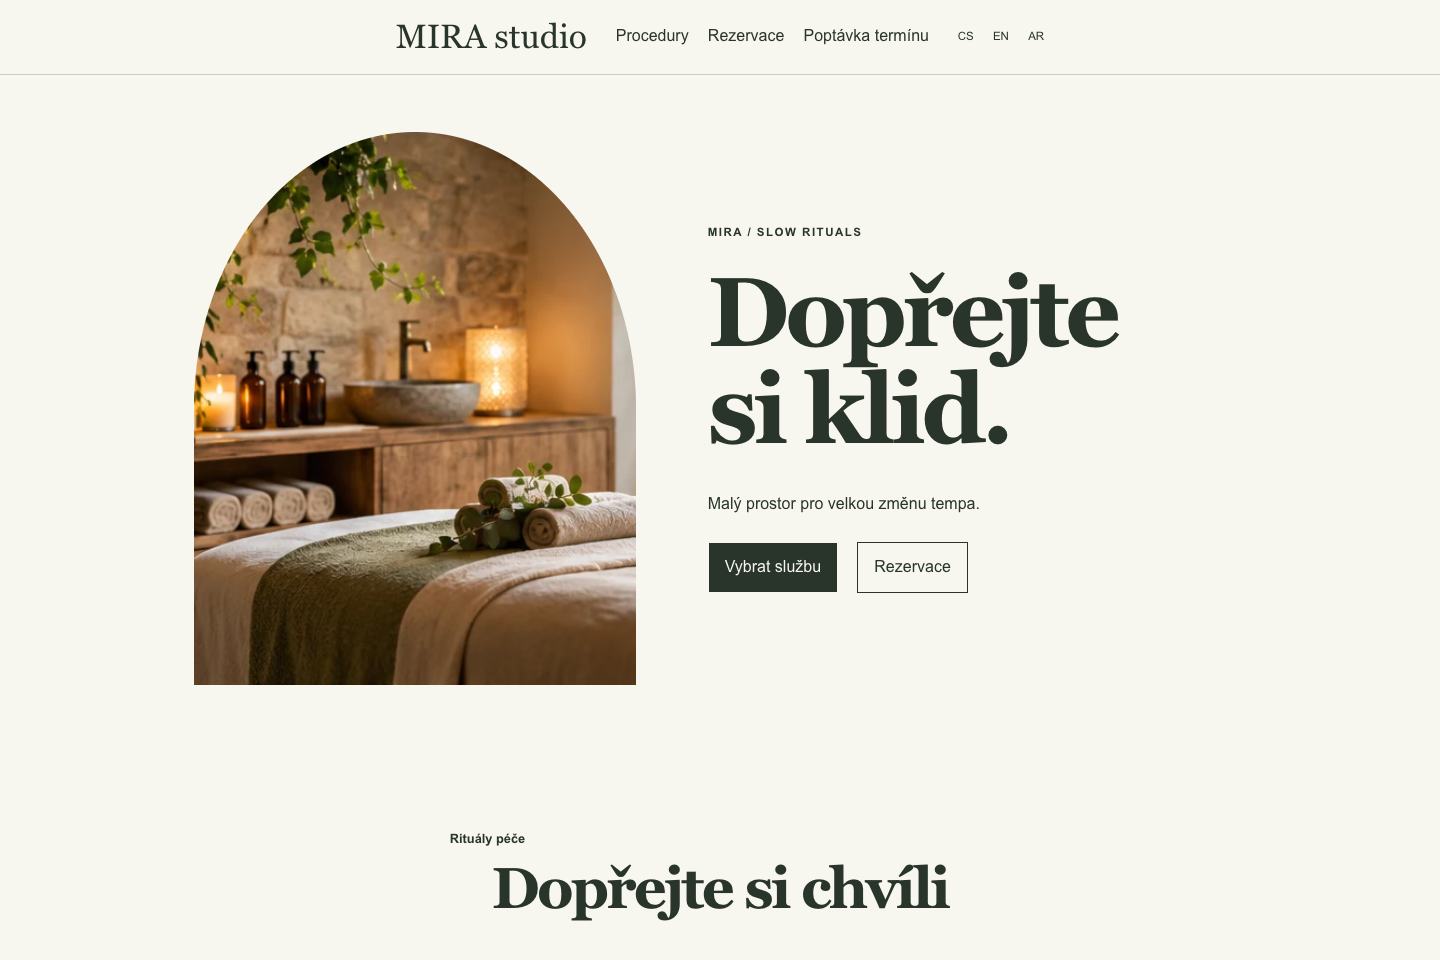 MIRA studio
Procedury
Rezervace
Poptávka termínu
CS
EN
AR
MIRA / SLOW RITUALS
Dopřejte
si klid.
Malý prostor pro velkou změnu tempa.
Vybrat službu
Rezervace
Rituály péče
Dopřejte si chvíli